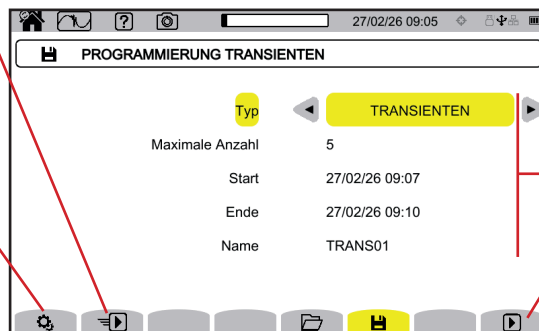 ?
27/02/26 09:05
PROGRAMMIERUNG TRANSIENTEN
Typ TRANSIENTEN
Maximale Anzahl 5
Start 27/02/26 09:07
Ende 27/02/26 09:10
Name TRANS01